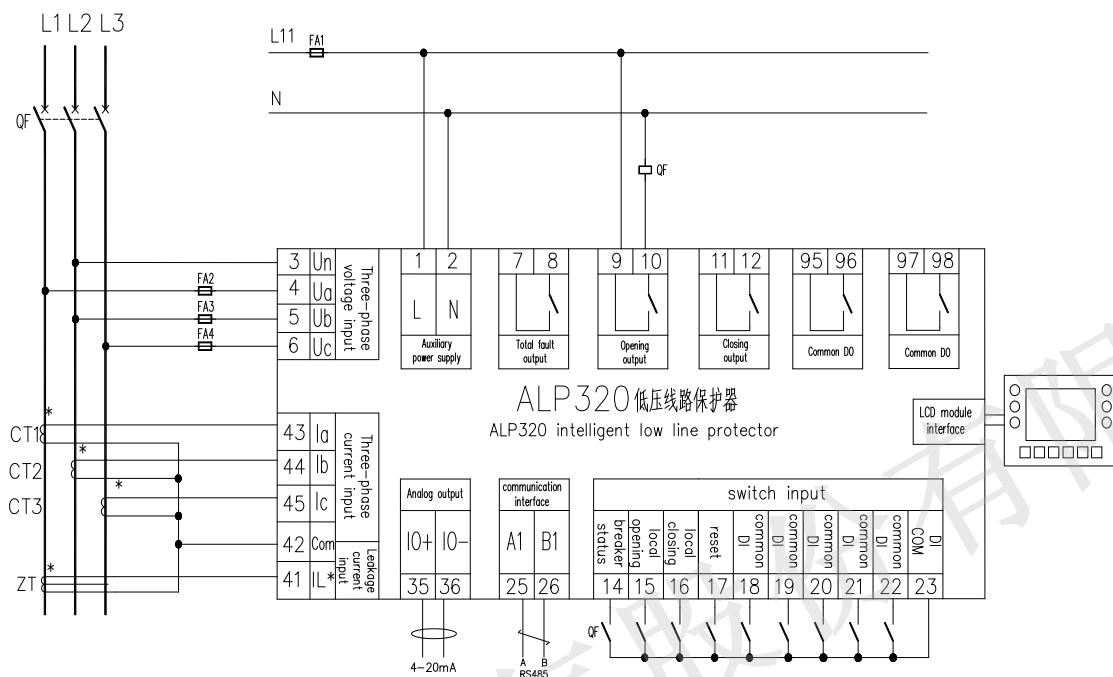 L1 L2 L3
L11
FA1
N
QF
QF
3 Un
4 Ua
5 Ub
6 Uc
Three-phase
voltage input
FA2
FA3
FA4
1 2
L N
Auxiliary
power supply
7 8
Total fault
output
9 10
Opening
output
11 12
Closing
output
95 96
Common DO
97 98
Common DO
ALP320低压线路保护器
ALP320 intelligent low line protector
LCD module
interface
CT1
*
CT2
*
CT3
*
ZT
*
43 Ia
44 Ib
45 Ic
42 Com
41 IL*
Three-phase
current input
Leakage
current
input
Analog output
IO+ IO-
35 36
4-20mA
communication
interface
A1 B1
25 26
A B
RS485
switch input
breaker
status
local
opening
local
closing
reset
common
DI
common
DI
common
DI
common
DI
common
DI
DI
COM
14 15 16 17 18 19 20 21 22 23
QF
股份有限